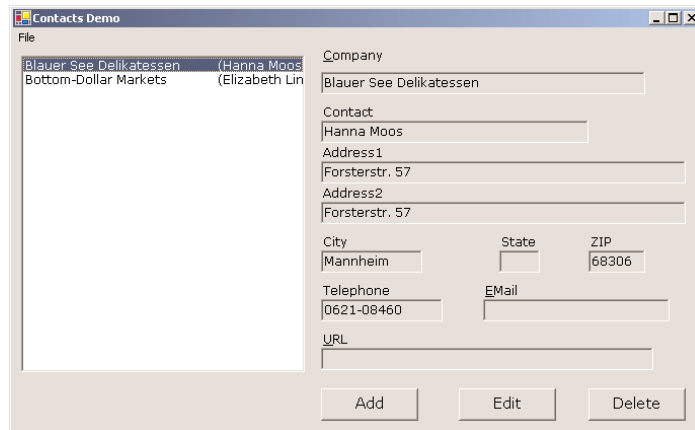 Contacts Demo
File
Blauer See Delikatessen (Hanna Moos
Bottom-Dollar Markets (Elizabeth Lin
Company
Blauer See Delikatessen
Contact
Hanna Moos
Address1
Forsterstr. 57
Address2
Forsterstr. 57
City State ZIP
Mannheim 68306
Telephone EMail
0621-08460
URL
Add Edit Delete